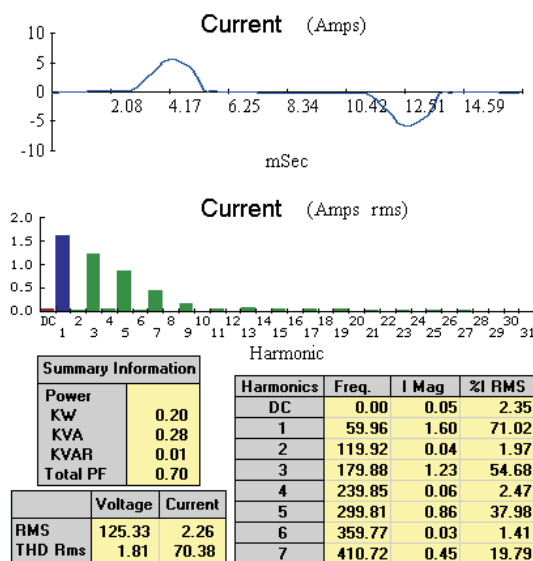 Current (Amps)
10
5
0
-5
-10
2.08 4.17 6.25 8.34 10.42 12.51 14.59
mSec
Current (Amps rms)
2.0
1.5
1.0
0.5
0.0
DC 2 4 6 8 10 12 14 16 18 20 22 24 26 28 30
1 3 5 7 9 11 13 15 17 19 21 23 25 27 29 31
Harmonic
Summary Information
Power
KW 0.20
KVA 0.28
KVAR 0.01
Total PF 0.70
Voltage Current
RMS 125.33 2.26
THD Rms 1.81 70.38
Harmonics Freq. I Mag %I RMS
DC 0.00 0.05 2.35
1 59.96 1.60 71.02
2 119.92 0.04 1.97
3 179.88 1.23 54.68
4 239.85 0.06 2.47
5 299.81 0.86 37.98
6 359.77 0.03 1.41
7 410.72 0.45 19.79